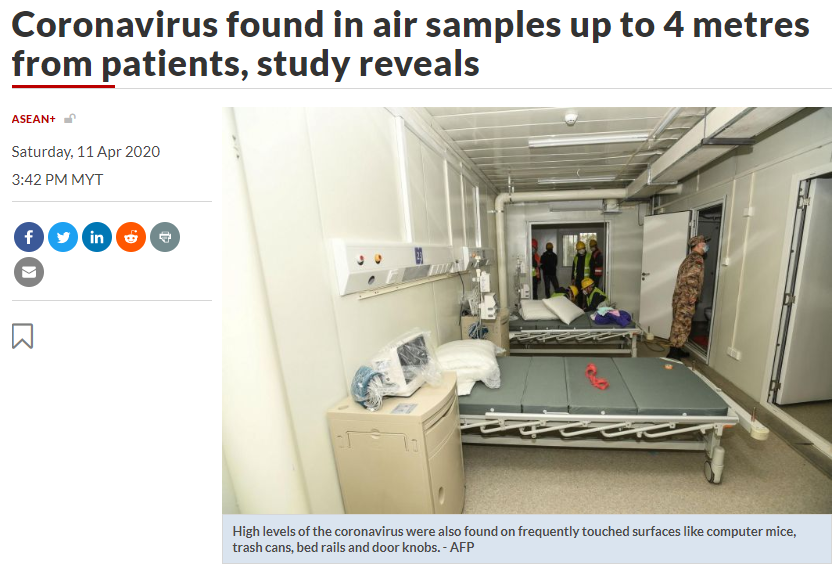 Coronavirus found in air samples up to 4 metres
from patients, study reveals
ASEAN+
Saturday, 11 Apr 2020
3:42 PM MYT
High levels of the coronavirus were also found on frequently touched surfaces like computer mice,
trash cans, bed rails and door knobs. - AFP